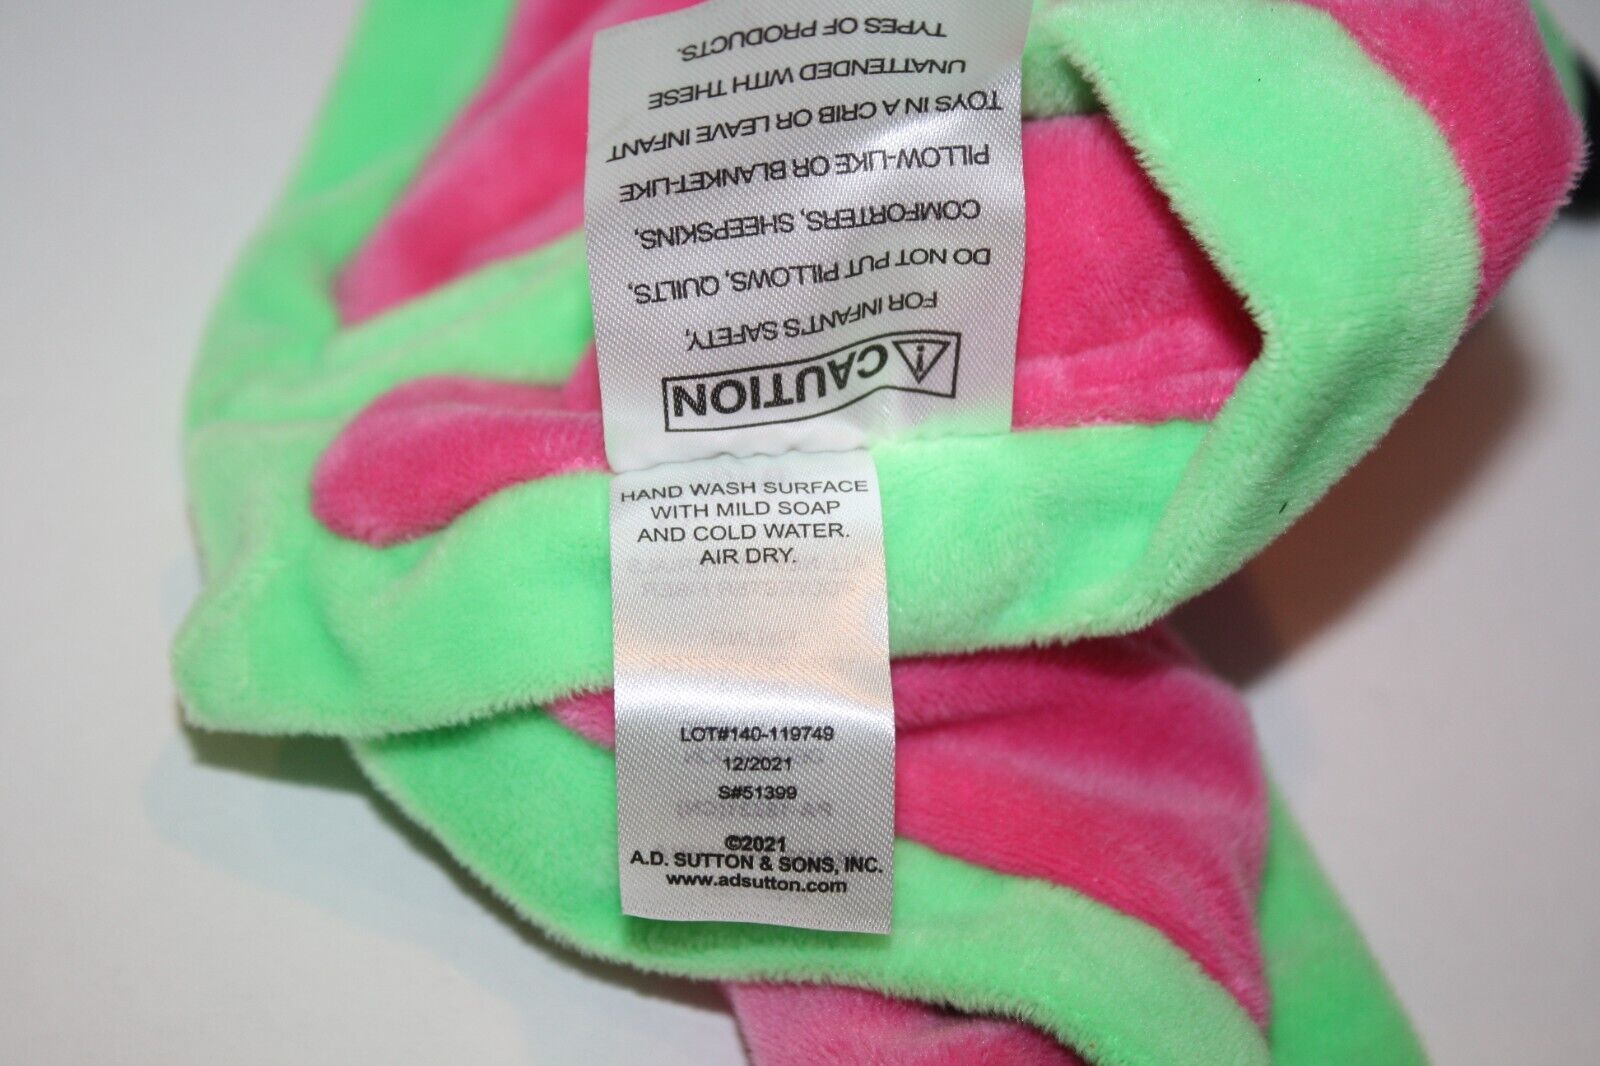 CAUTION
FOR INFANT'S SAFETY,
DO NOT PUT PILLOWS, QUILTS,
COMFORTERS, SHEEPSKINS,
PILLOW-LIKE OR BLANKET-LIKE
TOYS IN A CRIB OR LEAVE INFANT
UNATTENDED WITH THESE
TYPES OF PRODUCTS.
HAND WASH SURFACE
WITH MILD SOAP
AND COLD WATER.
AIR DRY.
LOT#140-119749
12/2021
S#51399
©2021
A.D. SUTTON & SONS, INC.
www.adsutton.com